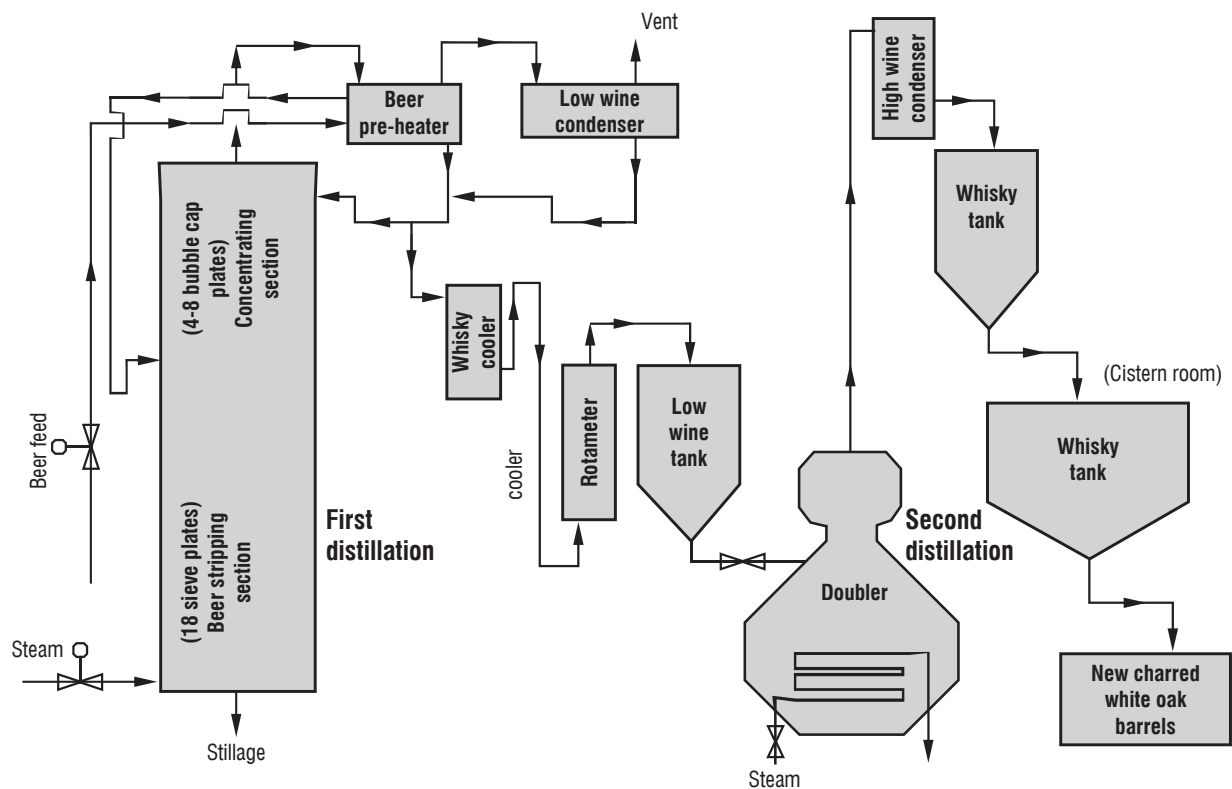 Vent
Beer
pre-heater
Low wine
condenser
High wine
condenser
Whisky
tank
(4-8 bubble cap
plates)
Concentrating
section
Whisky
cooler
cooler
Rotameter
Low
wine
tank
(Cistern room)
Whisky
tank
Beer feed
First
distillation
(18 sieve plates)
Beer stripping
section
Second
distillation
Doubler
Steam
Stillage
Steam
New charred
white oak
barrels